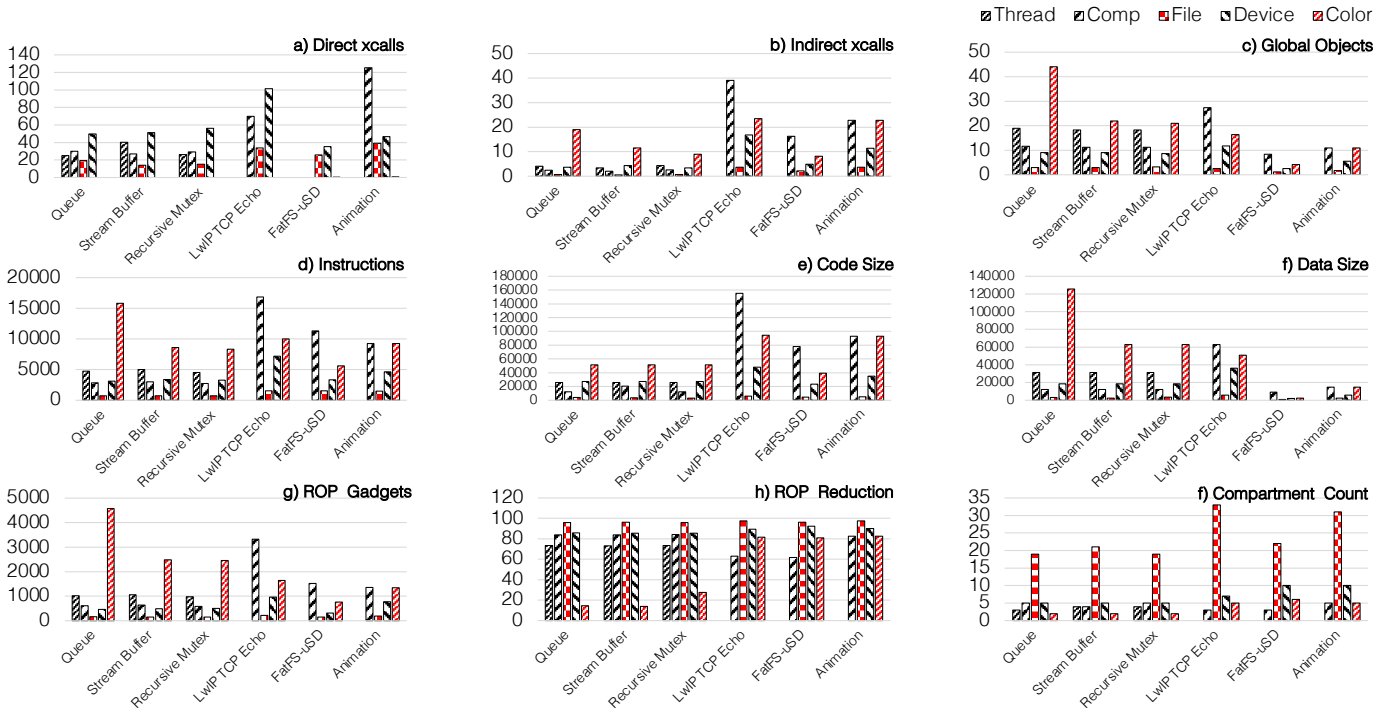 Thread Comp File Device Color
a) Direct xcalls
140
120
100
80
60
40
20
0
Queue
Stream Buffer
Recursive Mutex
LwIP TCP Echo
FatFS-uSD
Animation
b) Indirect xcalls
50
40
30
20
10
0
Queue
Stream Buffer
Recursive Mutex
LwIP TCP Echo
FatFS-uSD
Animation
c) Global Objects
50
40
30
20
10
0
Queue
Stream Buffer
Recursive Mutex
LwIP TCP Echo
FatFS-uSD
Animation
d) Instructions
20000
15000
10000
5000
0
Queue
Stream Buffer
Recursive Mutex
LwIP TCP Echo
FatFS-uSD
Animation
e) Code Size
180000
160000
140000
120000
100000
80000
60000
40000
20000
0
Queue
Stream Buffer
Recursive Mutex
LwIP TCP Echo
FatFS-uSD
Animation
f) Data Size
140000
120000
100000
80000
60000
40000
20000
0
Queue
Stream Buffer
Recursive Mutex
LwIP TCP Echo
FatFS-uSD
Animation
g) ROP Gadgets
5000
4000
3000
2000
1000
0
Queue
Stream Buffer
Recursive Mutex
LwIP TCP Echo
FatFS-uSD
Animation
h) ROP Reduction
120
100
80
60
40
20
0
Queue
Stream Buffer
Recursive Mutex
LwIP TCP Echo
FatFS-uSD
Animation
f) Compartment Count
35
30
25
20
15
10
5
0
Queue
Stream Buffer
Recursive Mutex
LwIP TCP Echo
FatFS-uSD
Animation